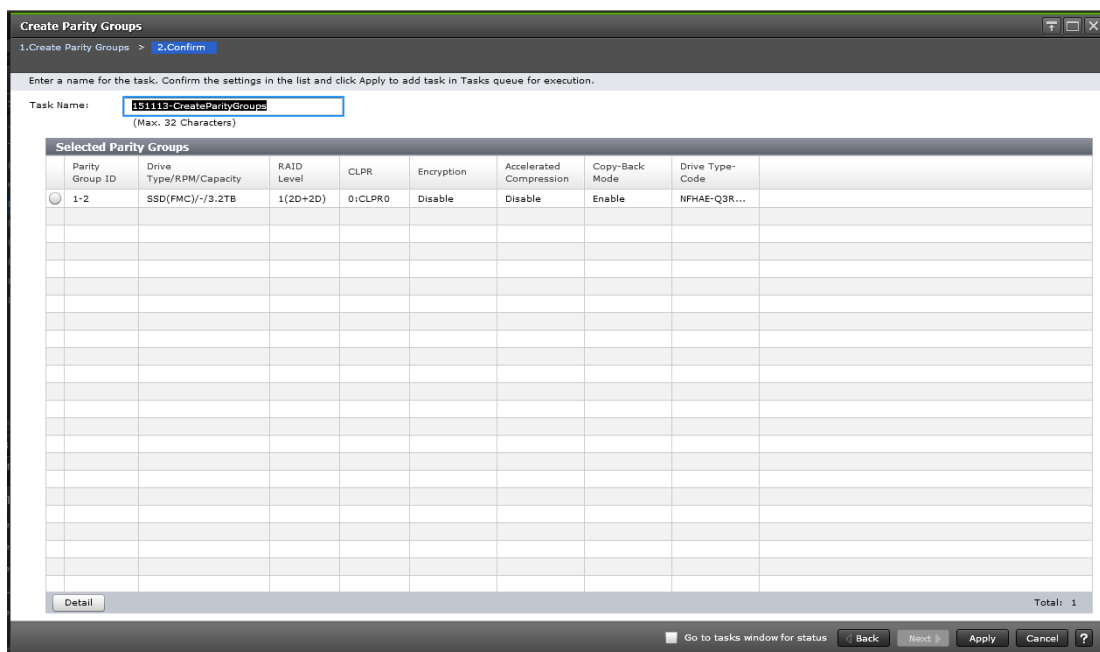 Create Parity Groups
1.Create Parity Groups > 2.Confirm
Enter a name for the task. Confirm the settings in the list and click Apply to add task in Tasks queue for execution.
Task Name: 151113-CreateParityGroups
(Max. 32 Characters)
Selected Parity Groups
Parity Group ID Drive Type/RPM/Capacity RAID Level CLPR Encryption Accelerated Compression Copy-Back Mode Drive Type-Code
1-2 SSD(FMC)/-/3.2TB 1(2D+2D) 0:CLPR0 Disable Disable Enable NFHAE-Q3R...
Detail Total: 1
Go to tasks window for status Back Next Apply Cancel ?